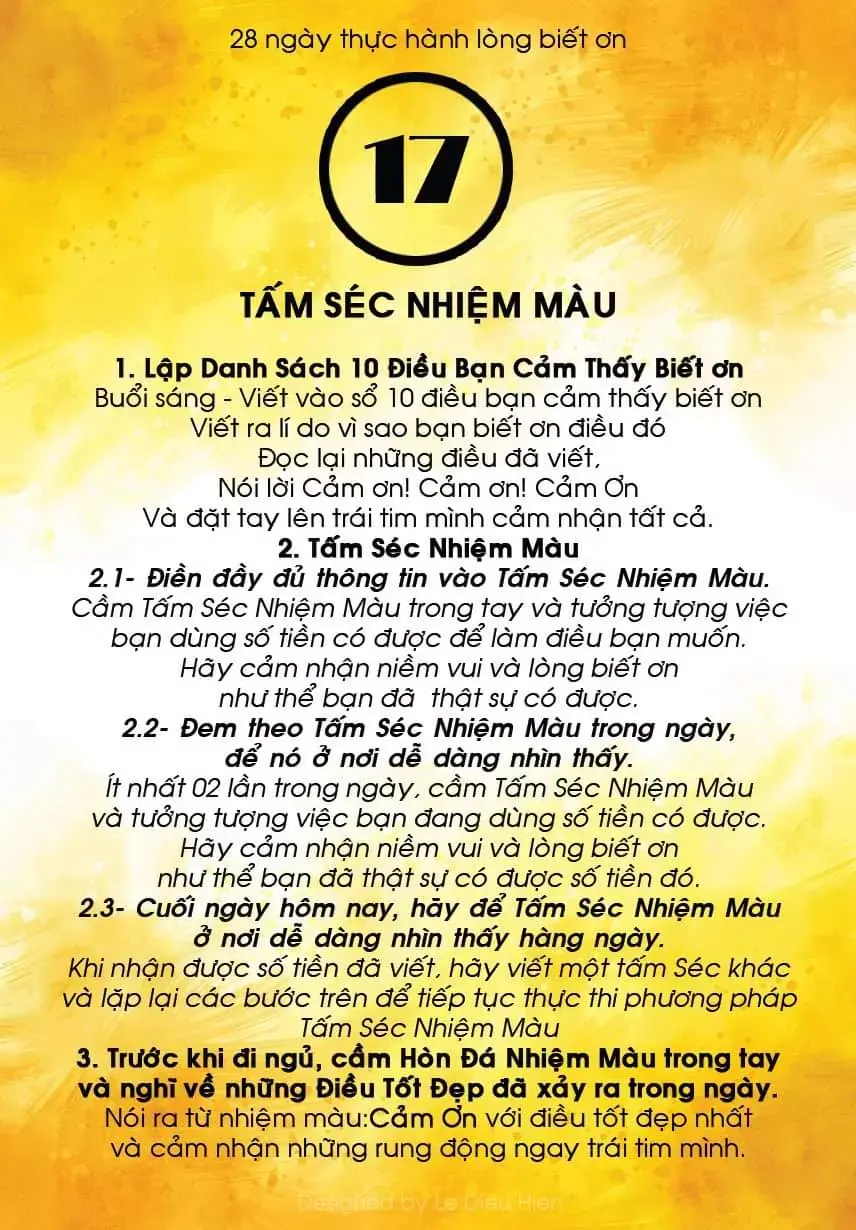 28 ngày thực hành lòng biết ơn
17
TẤM SÉC NHIỆM MÀU
1. Lập Danh Sách 10 Điều Bạn Cảm Thấy Biết ơn
Buổi sáng - Viết vào sổ 10 điều bạn cảm thấy biết ơn
Viết ra lí do vì sao bạn biết ơn điều đó
Đọc lại những điều đã viết,
Nói lời Cảm ơn! Cảm ơn! Cảm Ơn
Và đặt tay lên trái tim mình cảm nhận tất cả.
2. Tấm Séc Nhiệm Màu
2.1- Điền đầy đủ thông tin vào Tấm Séc Nhiệm Màu.
Cầm Tấm Séc Nhiệm Màu trong tay và tưởng tượng việc
bạn dùng số tiền có được để làm điều bạn muốn.
Hãy cảm nhận niềm vui và lòng biết ơn
như thể bạn đã thật sự có được.
2.2- Đem theo Tấm Séc Nhiệm Màu trong ngày,
để nó ở nơi dễ dàng nhìn thấy.
Ít nhất 02 lần trong ngày, cầm Tấm Séc Nhiệm Màu
và tưởng tượng việc bạn đang dùng số tiền có được.
Hãy cảm nhận niềm vui và lòng biết ơn
như thể bạn đã thật sự có được số tiền đó.
2.3- Cuối ngày hôm nay, hãy để Tấm Séc Nhiệm Màu
ở nơi dễ dàng nhìn thấy hàng ngày.
Khi nhận được số tiền đã viết, hãy viết một tấm Séc khác
và lặp lại các bước trên để tiếp tục thực thi phương pháp
Tấm Séc Nhiệm Màu
3. Trước khi đi ngủ, cầm Hòn Đá Nhiệm Màu trong tay
và nghĩ về những Điều Tốt Đẹp đã xảy ra trong ngày.
Nói ra từ nhiệm màu:Cảm Ơn với điều tốt đẹp nhất
và cảm nhận những rung động ngay trái tim mình.
Designed by Le Dieu Hien